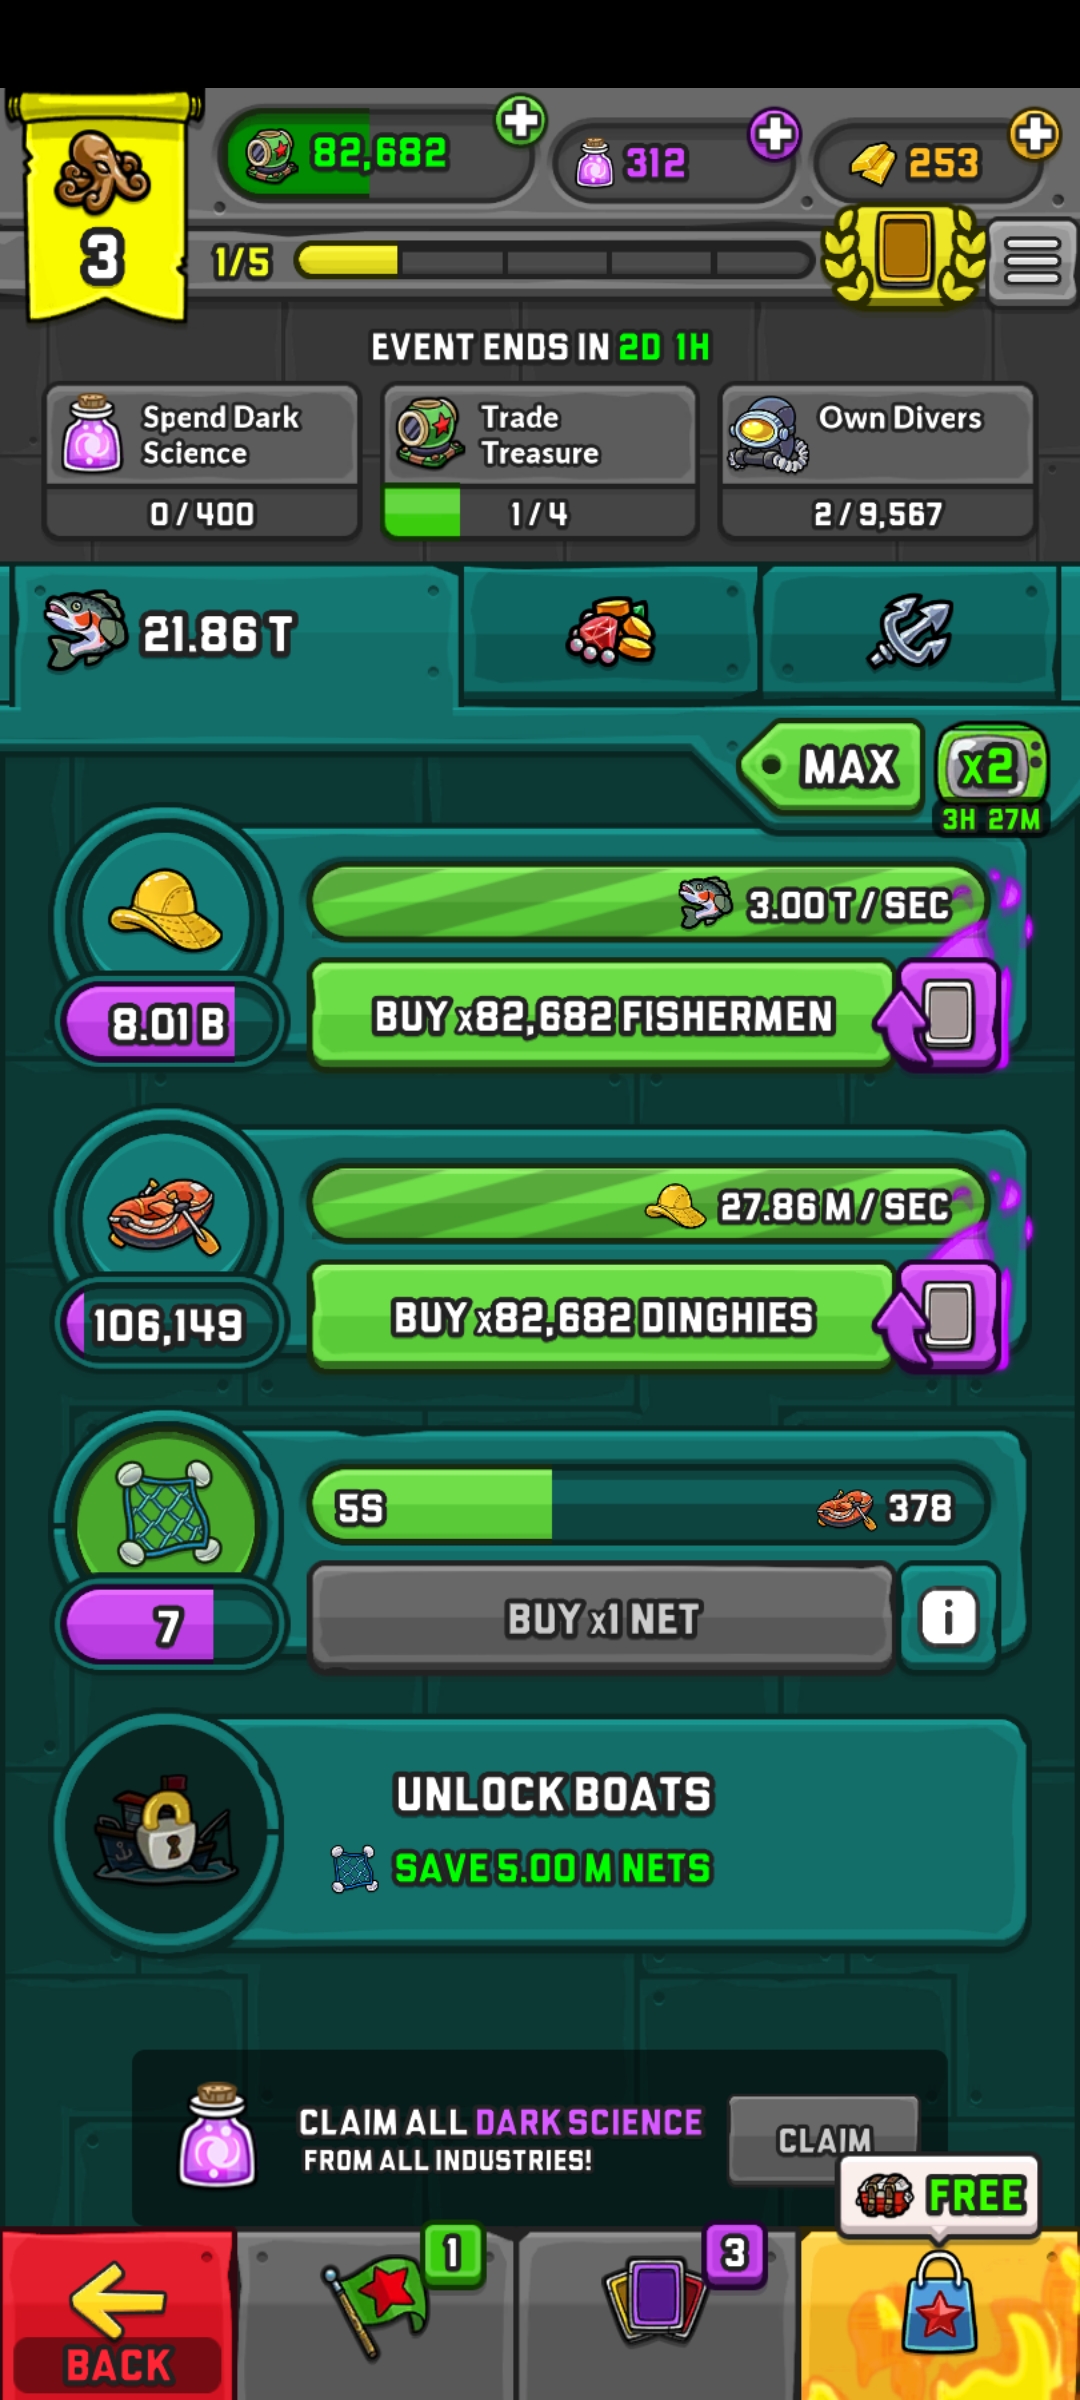 82,682
312
253
3
1/5
EVENT ENDS IN 2D 1H
Spend Dark
Science
0/400
Trade
Treasure
1/4
Own Divers
2/9,567
21.86 T
MAX
x2
3H 27M
3.00 T / SEC
8.01 B
BUY x82,682 FISHERMEN
27.86 M / SEC
106,149
BUY x82,682 DINGHIES
5S
378
7
BUY x1 NET
i
UNLOCK BOATS
SAVE 5.00 M NETS
CLAIM ALL DARK SCIENCE
FROM ALL INDUSTRIES!
CLAIM
FREE
1
3
BACK